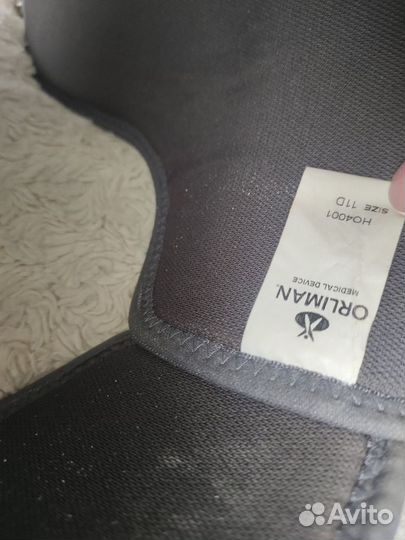 ORLIMAN
MEDICAL DEVICE
HO4001
SIZE 11D
Avito